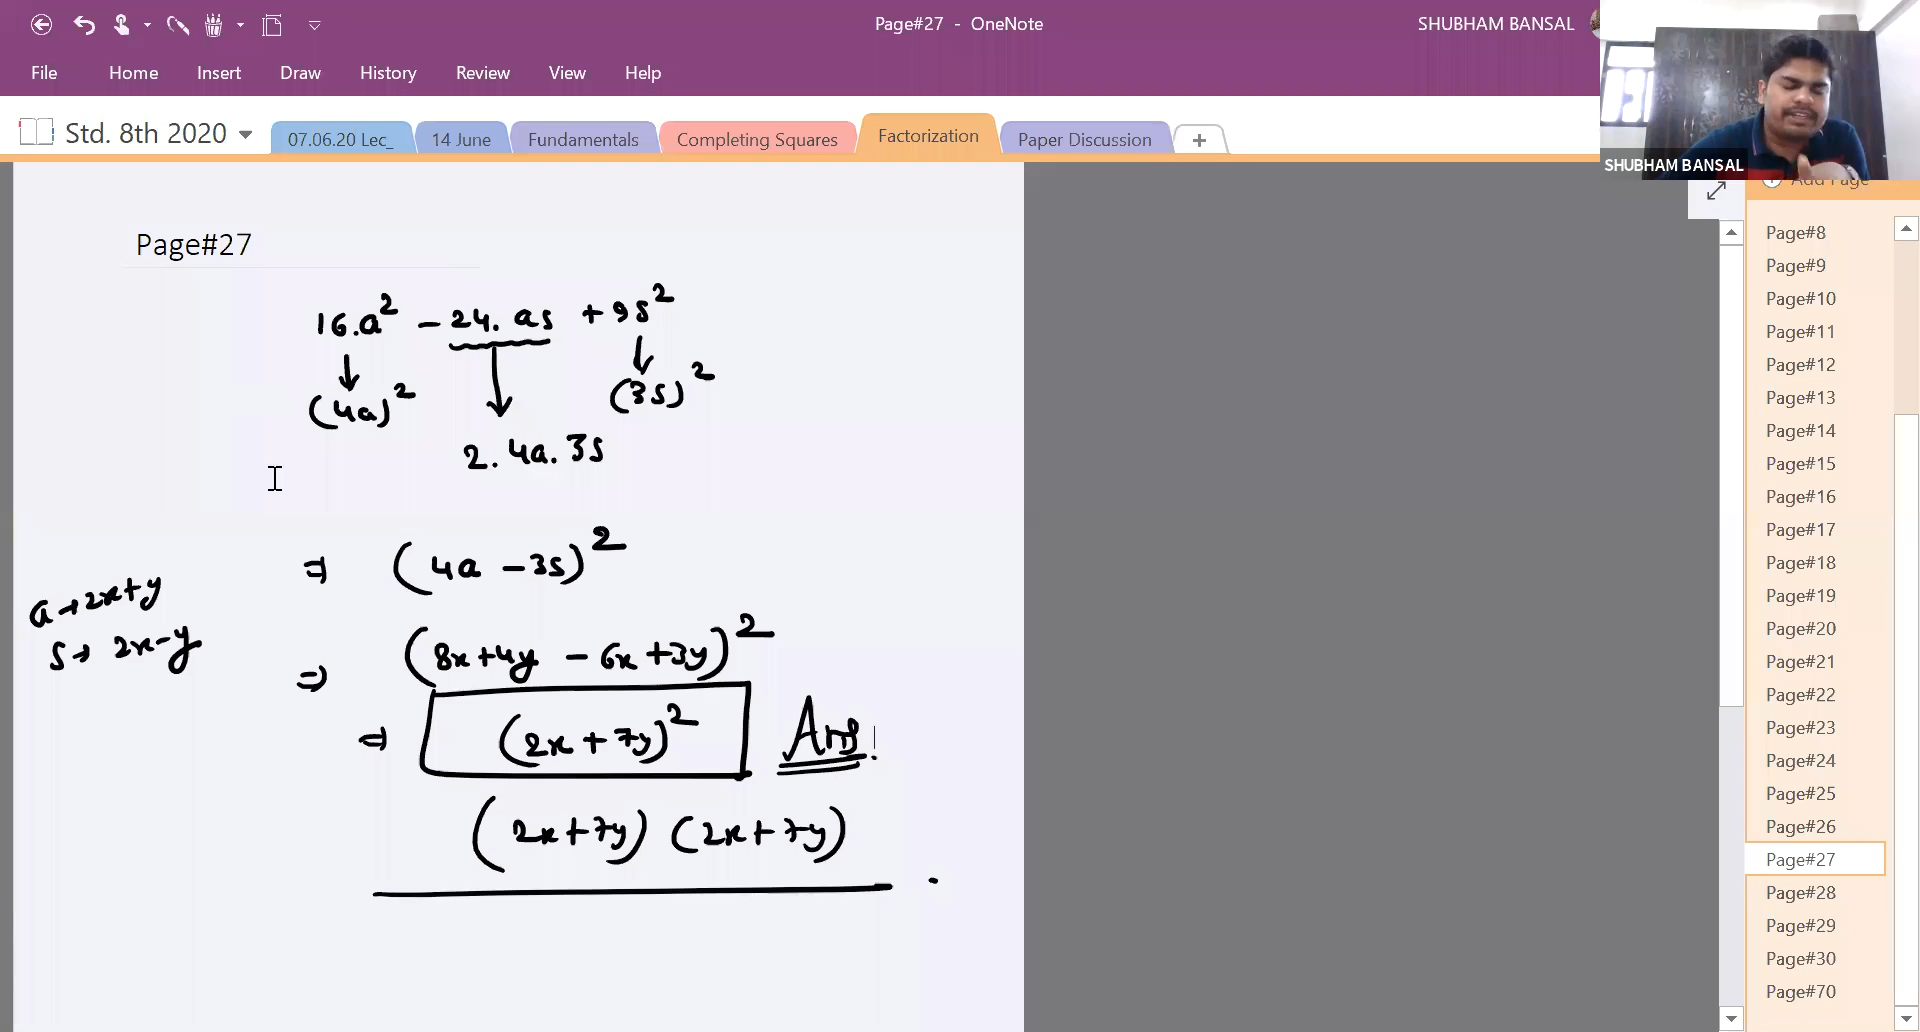 Page#27 - OneNote
SHUBHAM BANSAL
File Home Insert Draw History Review View Help
Std. 8th 2020
07.06.20 Lec_
14 June
Fundamentals
Completing Squares
Factorization
Paper Discussion
+
SHUBHAM BANSAL
Add Page
Page#27
16.a² - 24.as + 9s²
(4a)²
(3s)²
2.4a.3s
⇒ (4a - 3s)²
a → 2x+y
s → 2x-y
⇒ (8x+4y - 6x+3y)²
⇒ (2x+7y)² Ans.
(2x+7y) (2x+7y)
Page#8
Page#9
Page#10
Page#11
Page#12
Page#13
Page#14
Page#15
Page#16
Page#17
Page#18
Page#19
Page#20
Page#21
Page#22
Page#23
Page#24
Page#25
Page#26
Page#27
Page#28
Page#29
Page#30
Page#70